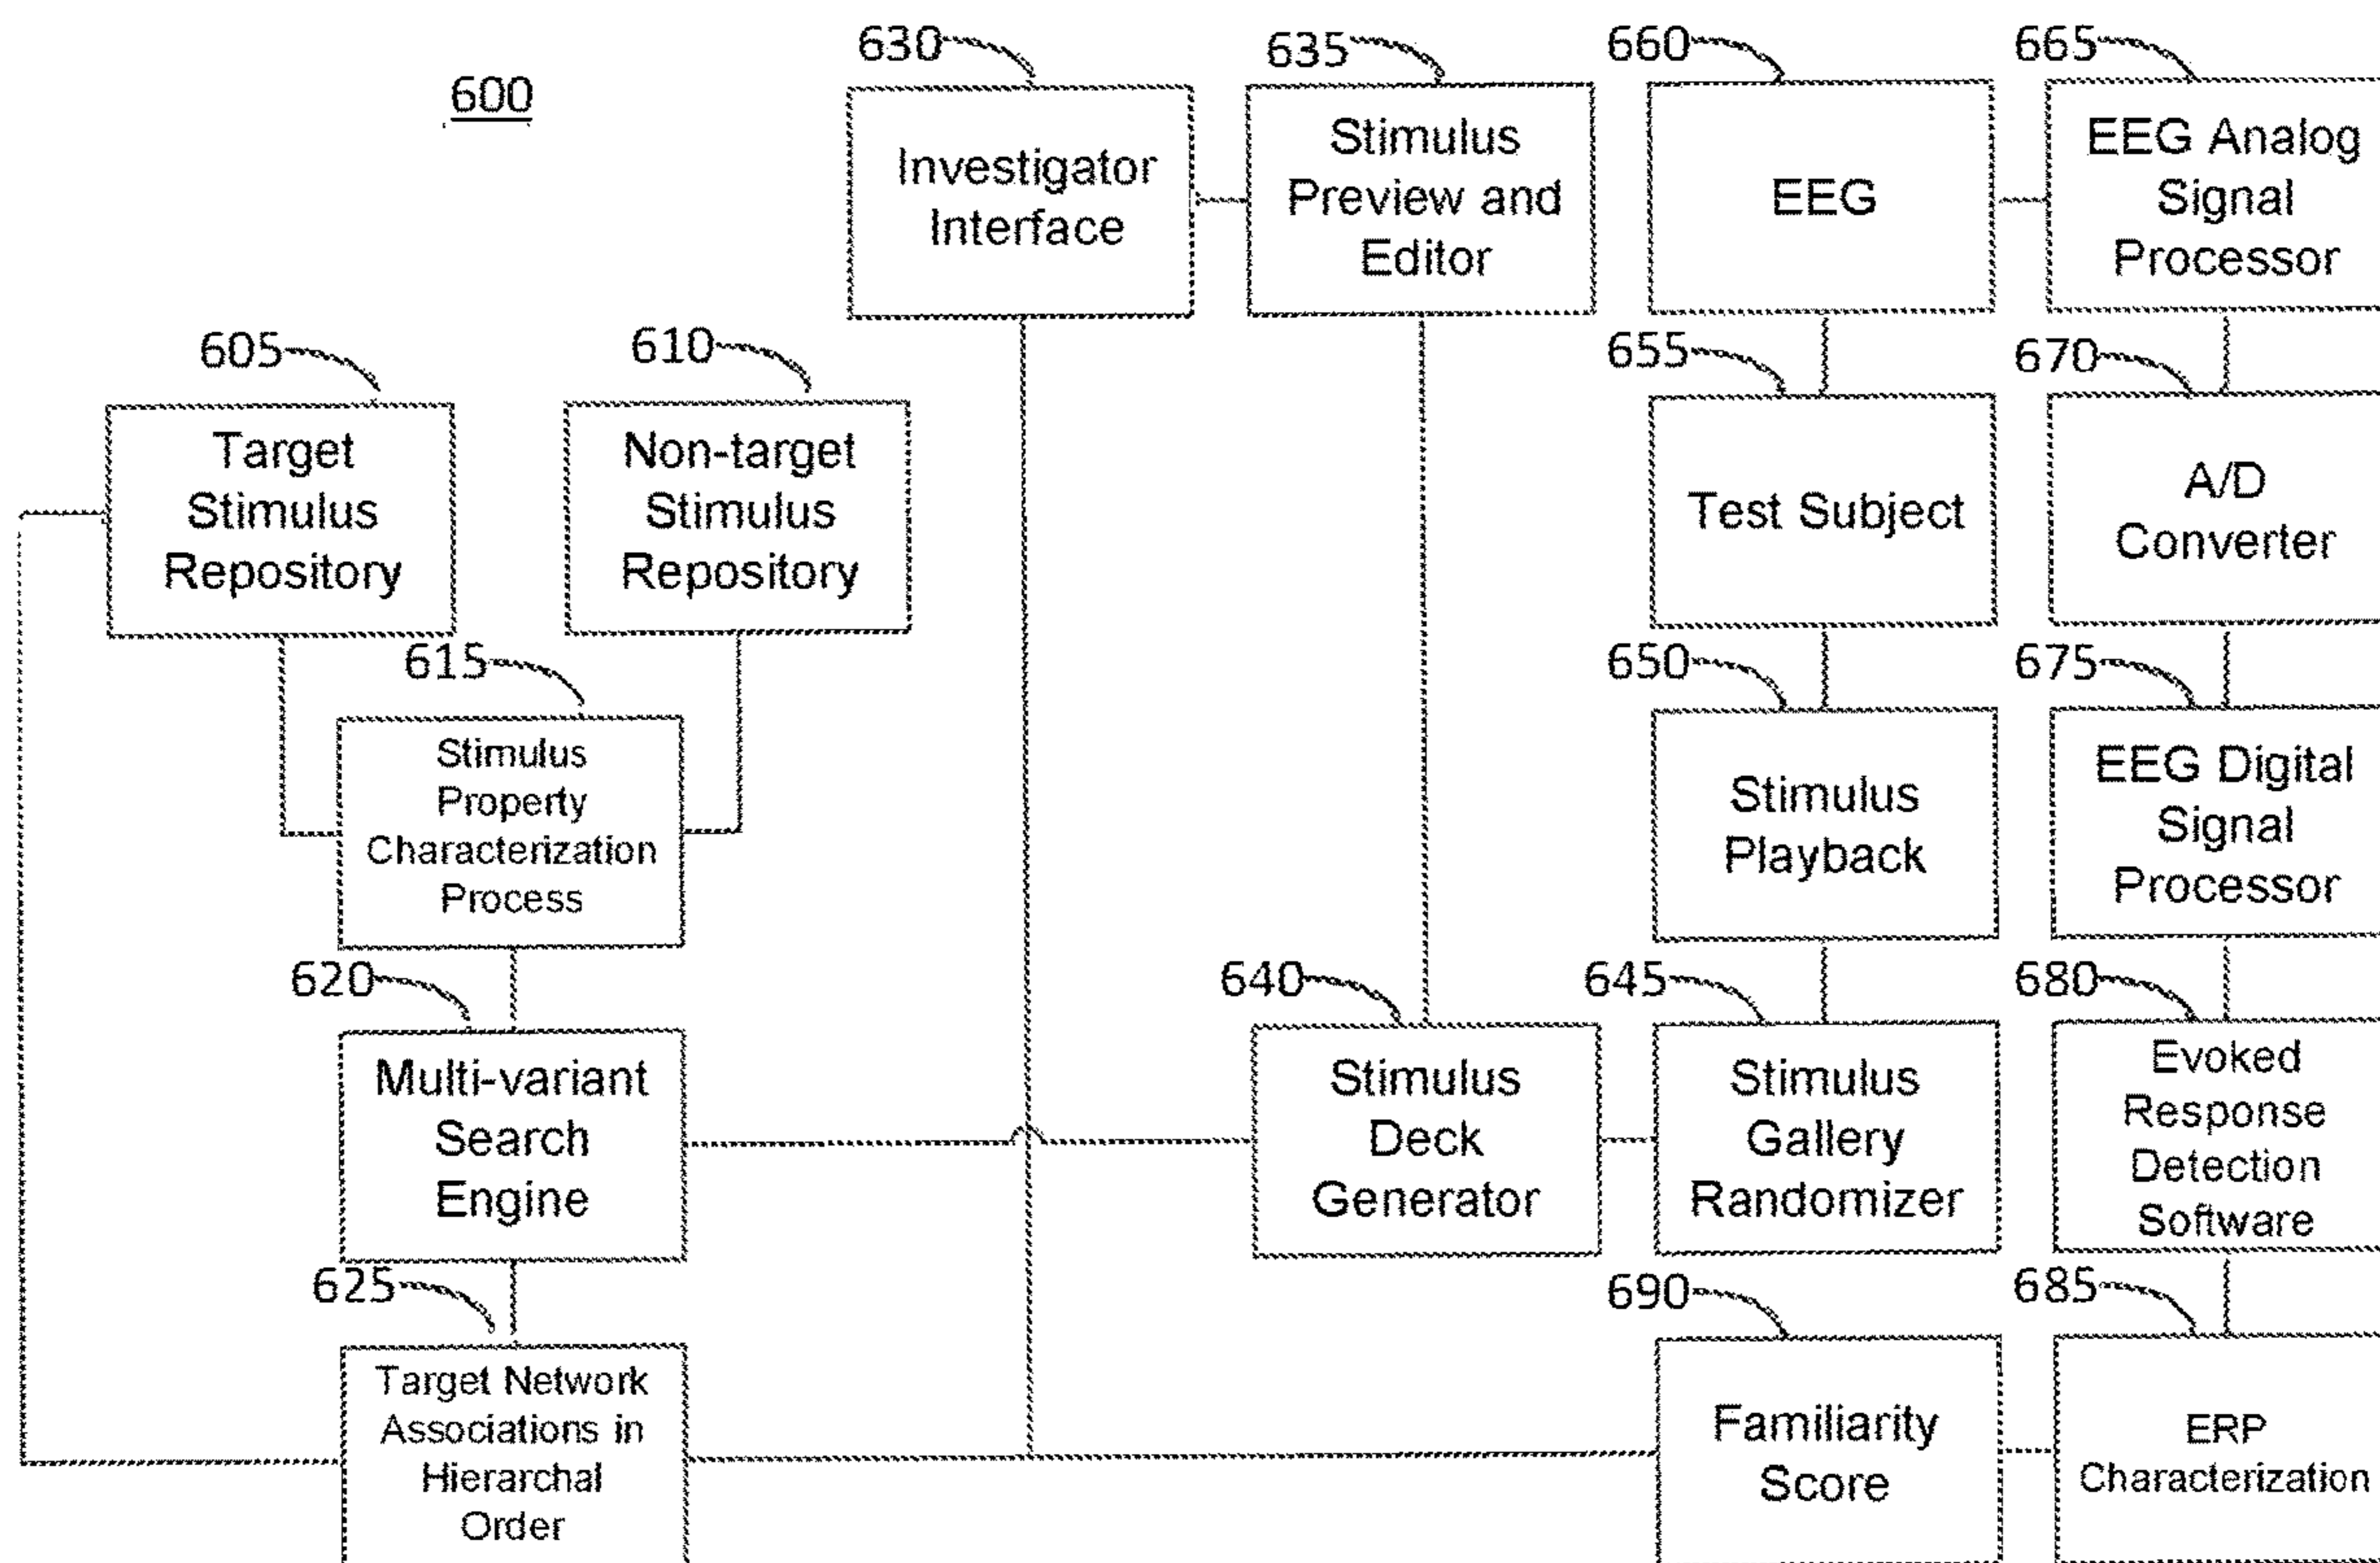 600
630
Investigator
Interface
635
Stimulus
Preview and
Editor
660
EEG
665
EEG Analog
Signal
Processor
605
Target
Stimulus
Repository
610
Non-target
Stimulus
Repository
655
Test Subject
670
A/D
Converter
615
Stimulus
Property
Characterization
Process
650
Stimulus
Playback
675
EEG Digital
Signal
Processor
620
Multi-variant
Search
Engine
640
Stimulus
Deck
Generator
645
Stimulus
Gallery
Randomizer
680
Evoked
Response
Detection
Software
625
Target Network
Associations in
Hierarchal
Order
690
Familiarity
Score
685
ERP
Characterization